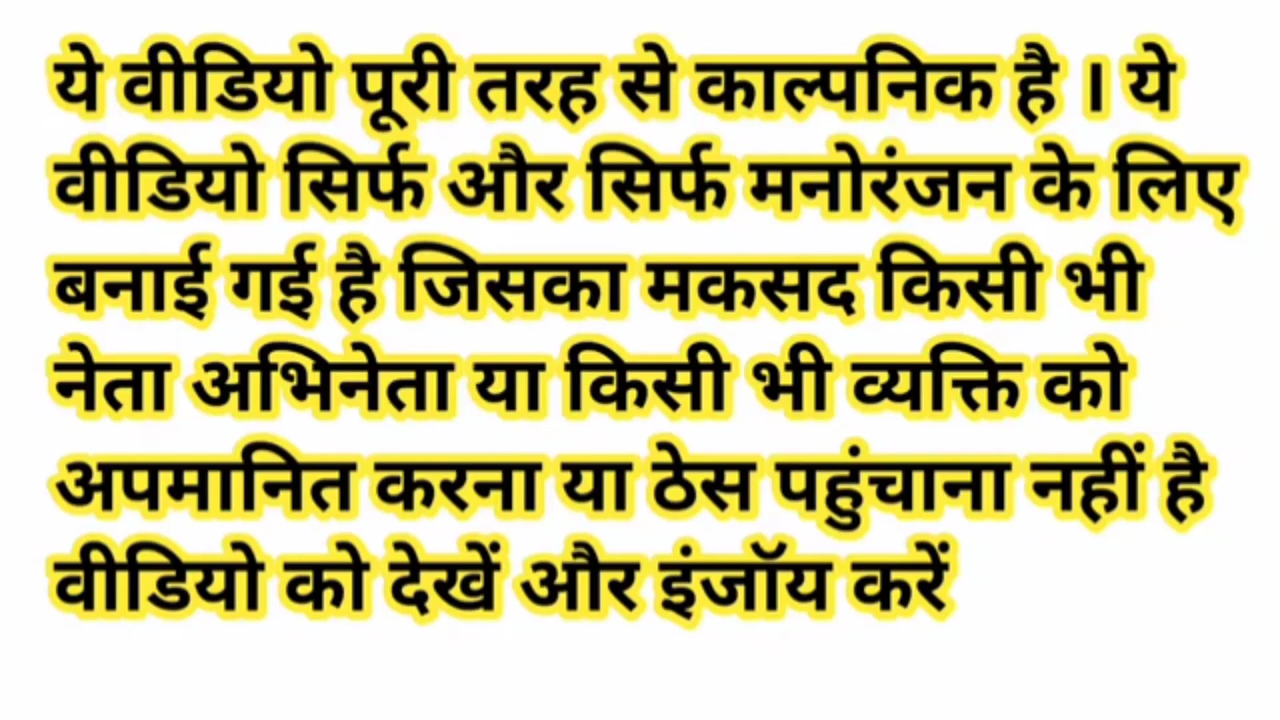 ये वीडियो पूरी तरह से काल्पनिक है । ये
वीडियो सिर्फ और सिर्फ मनोरंजन के लिए
बनाई गई है जिसका मकसद किसी भी
नेता अभिनेता या किसी भी व्यक्ति को
अपमानित करना या ठेस पहुंचाना नहीं है
वीडियो को देखें और इंजॉय करें